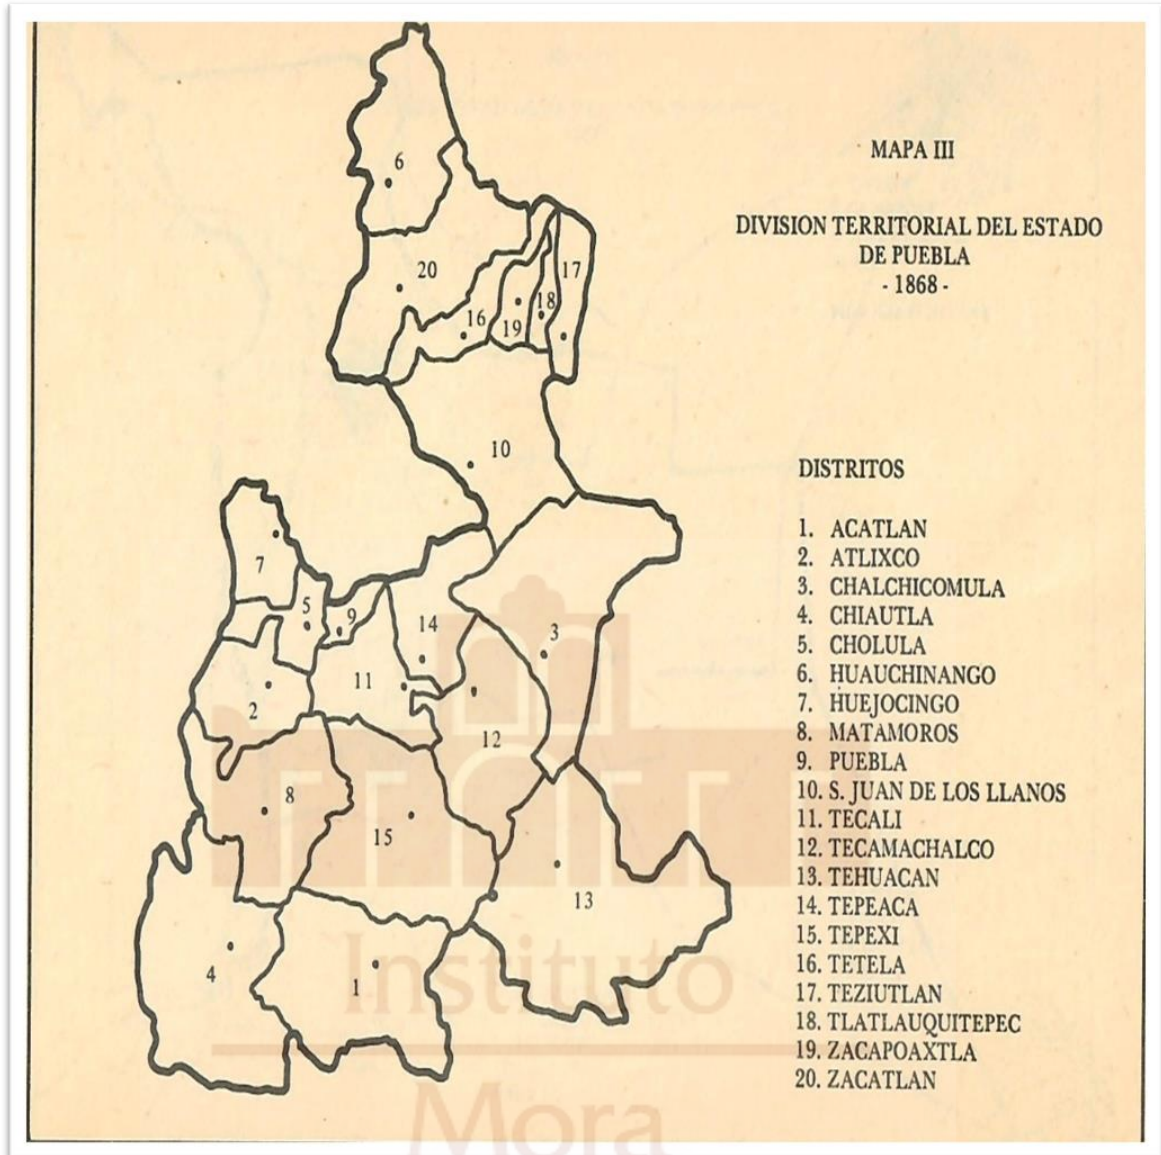 MAPA III
DIVISION TERRITORIAL DEL ESTADO
DE PUEBLA
- 1868 -
6
20
17
18
16
19
10
7
5
9
14
3
11
2
12
8
15
13
4
1
DISTRITOS
1. ACATLAN
2. ATLIXCO
3. CHALCHICOMULA
4. CHIAUTLA
5. CHOLULA
6. HUAUCHINANGO
7. HUEJOCINGO
8. MATAMOROS
9. PUEBLA
10. S. JUAN DE LOS LLANOS
11. TECALI
12. TECAMACHALCO
13. TEHUACAN
14. TEPEACA
15. TEPEXI
16. TETELA
17. TEZIUTLAN
18. TLATLAUQUITEPEC
19. ZACAPOAXTLA
20. ZACATLAN
Instituto
Mora